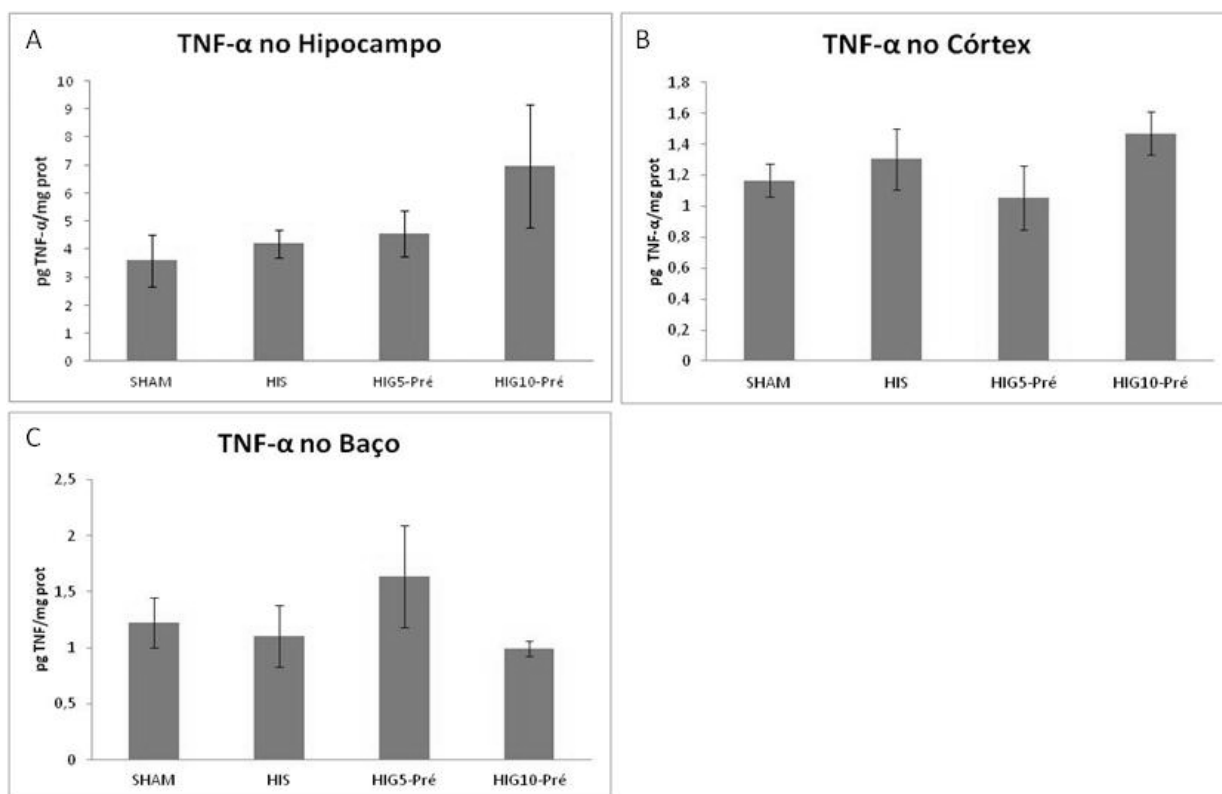 A
TNF-α no Hipocampo
pg TNF-α/mg prot
10
9
8
7
6
5
4
3
2
1
0
SHAM HIS HIG5-Pré HIG10-Pré
B
TNF-α no Córtex
pg TNF-α/mg prot
1,8
1,6
1,4
1,2
1
0,8
0,6
0,4
0,2
0
SHAM HIS HIG5-Pré HIG10-Pré
C
TNF-α no Baço
pg TNF/mg prot
2,5
2
1,5
1
0,5
0
SHAM HIS HIG5-Pré HIG10-Pré